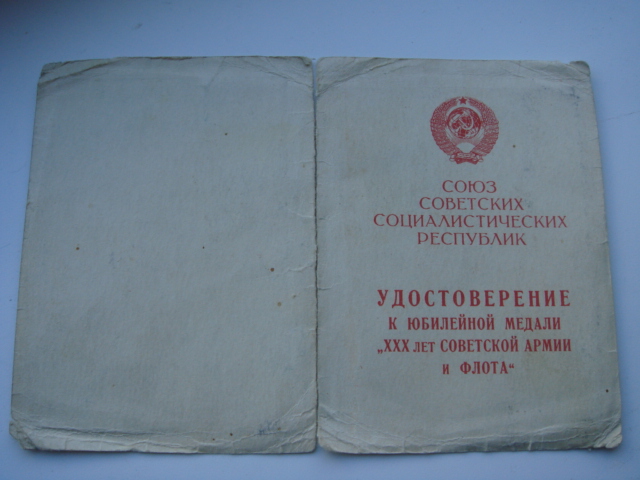 СОЮЗ
СОВЕТСКИХ
СОЦИАЛИСТИЧЕСКИХ
РЕСПУБЛИК
УДОСТОВЕРЕНИЕ
К ЮБИЛЕЙНОЙ МЕДАЛИ
„XXX ЛЕТ СОВЕТСКОЙ АРМИИ
И ФЛОТА“